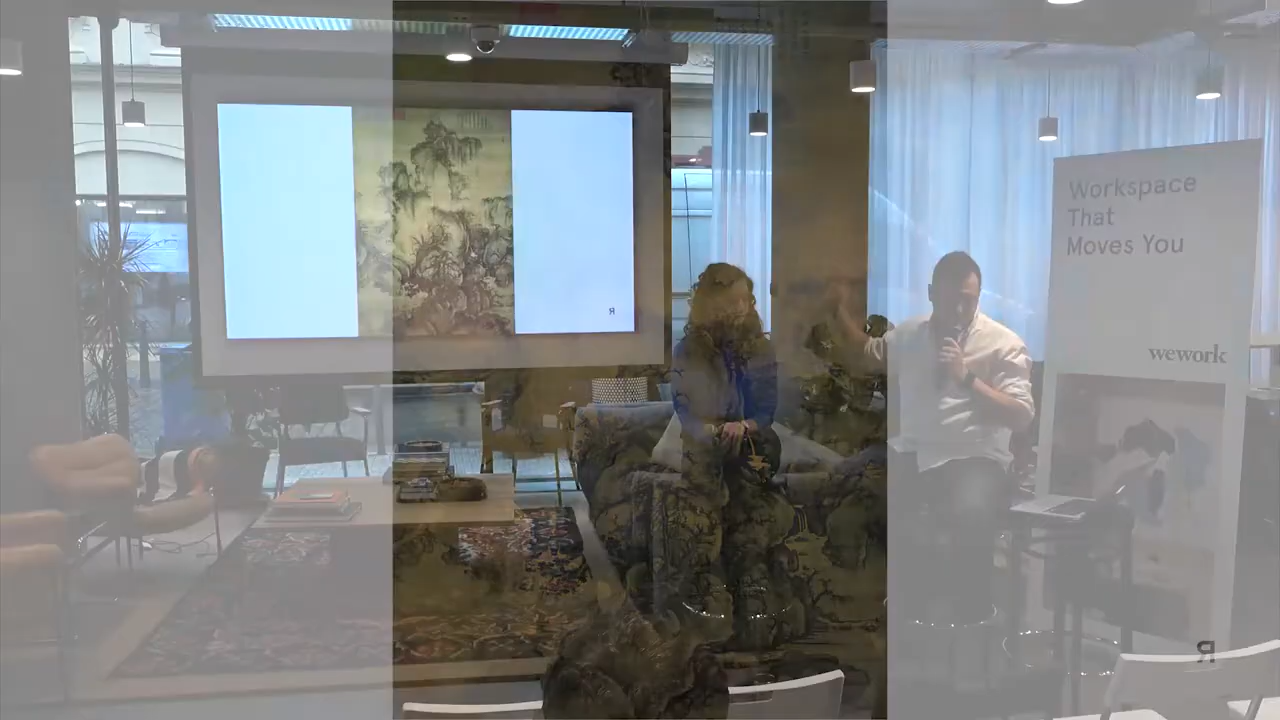 Workspace
That
Moves You
wework
Я
Я